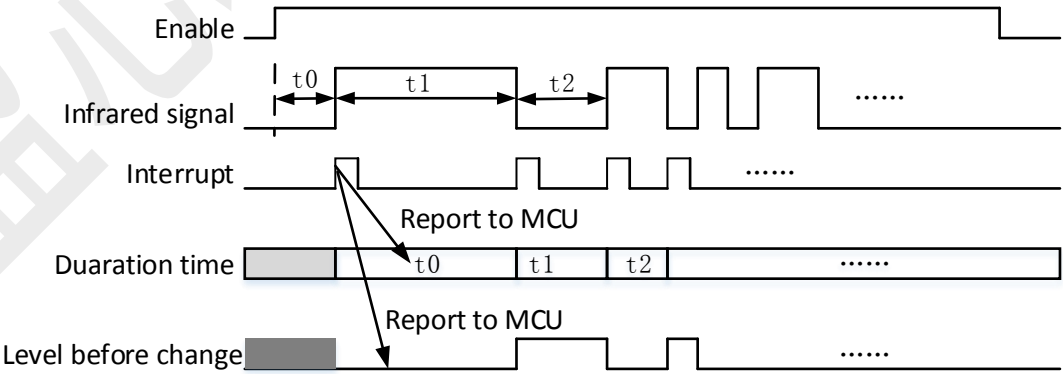 Enable
t0 t1 t2
Infrared signal ......
Interrupt ......
Report to MCU
Duaration time t0 t1 t2 ......
Report to MCU
Level before change ......